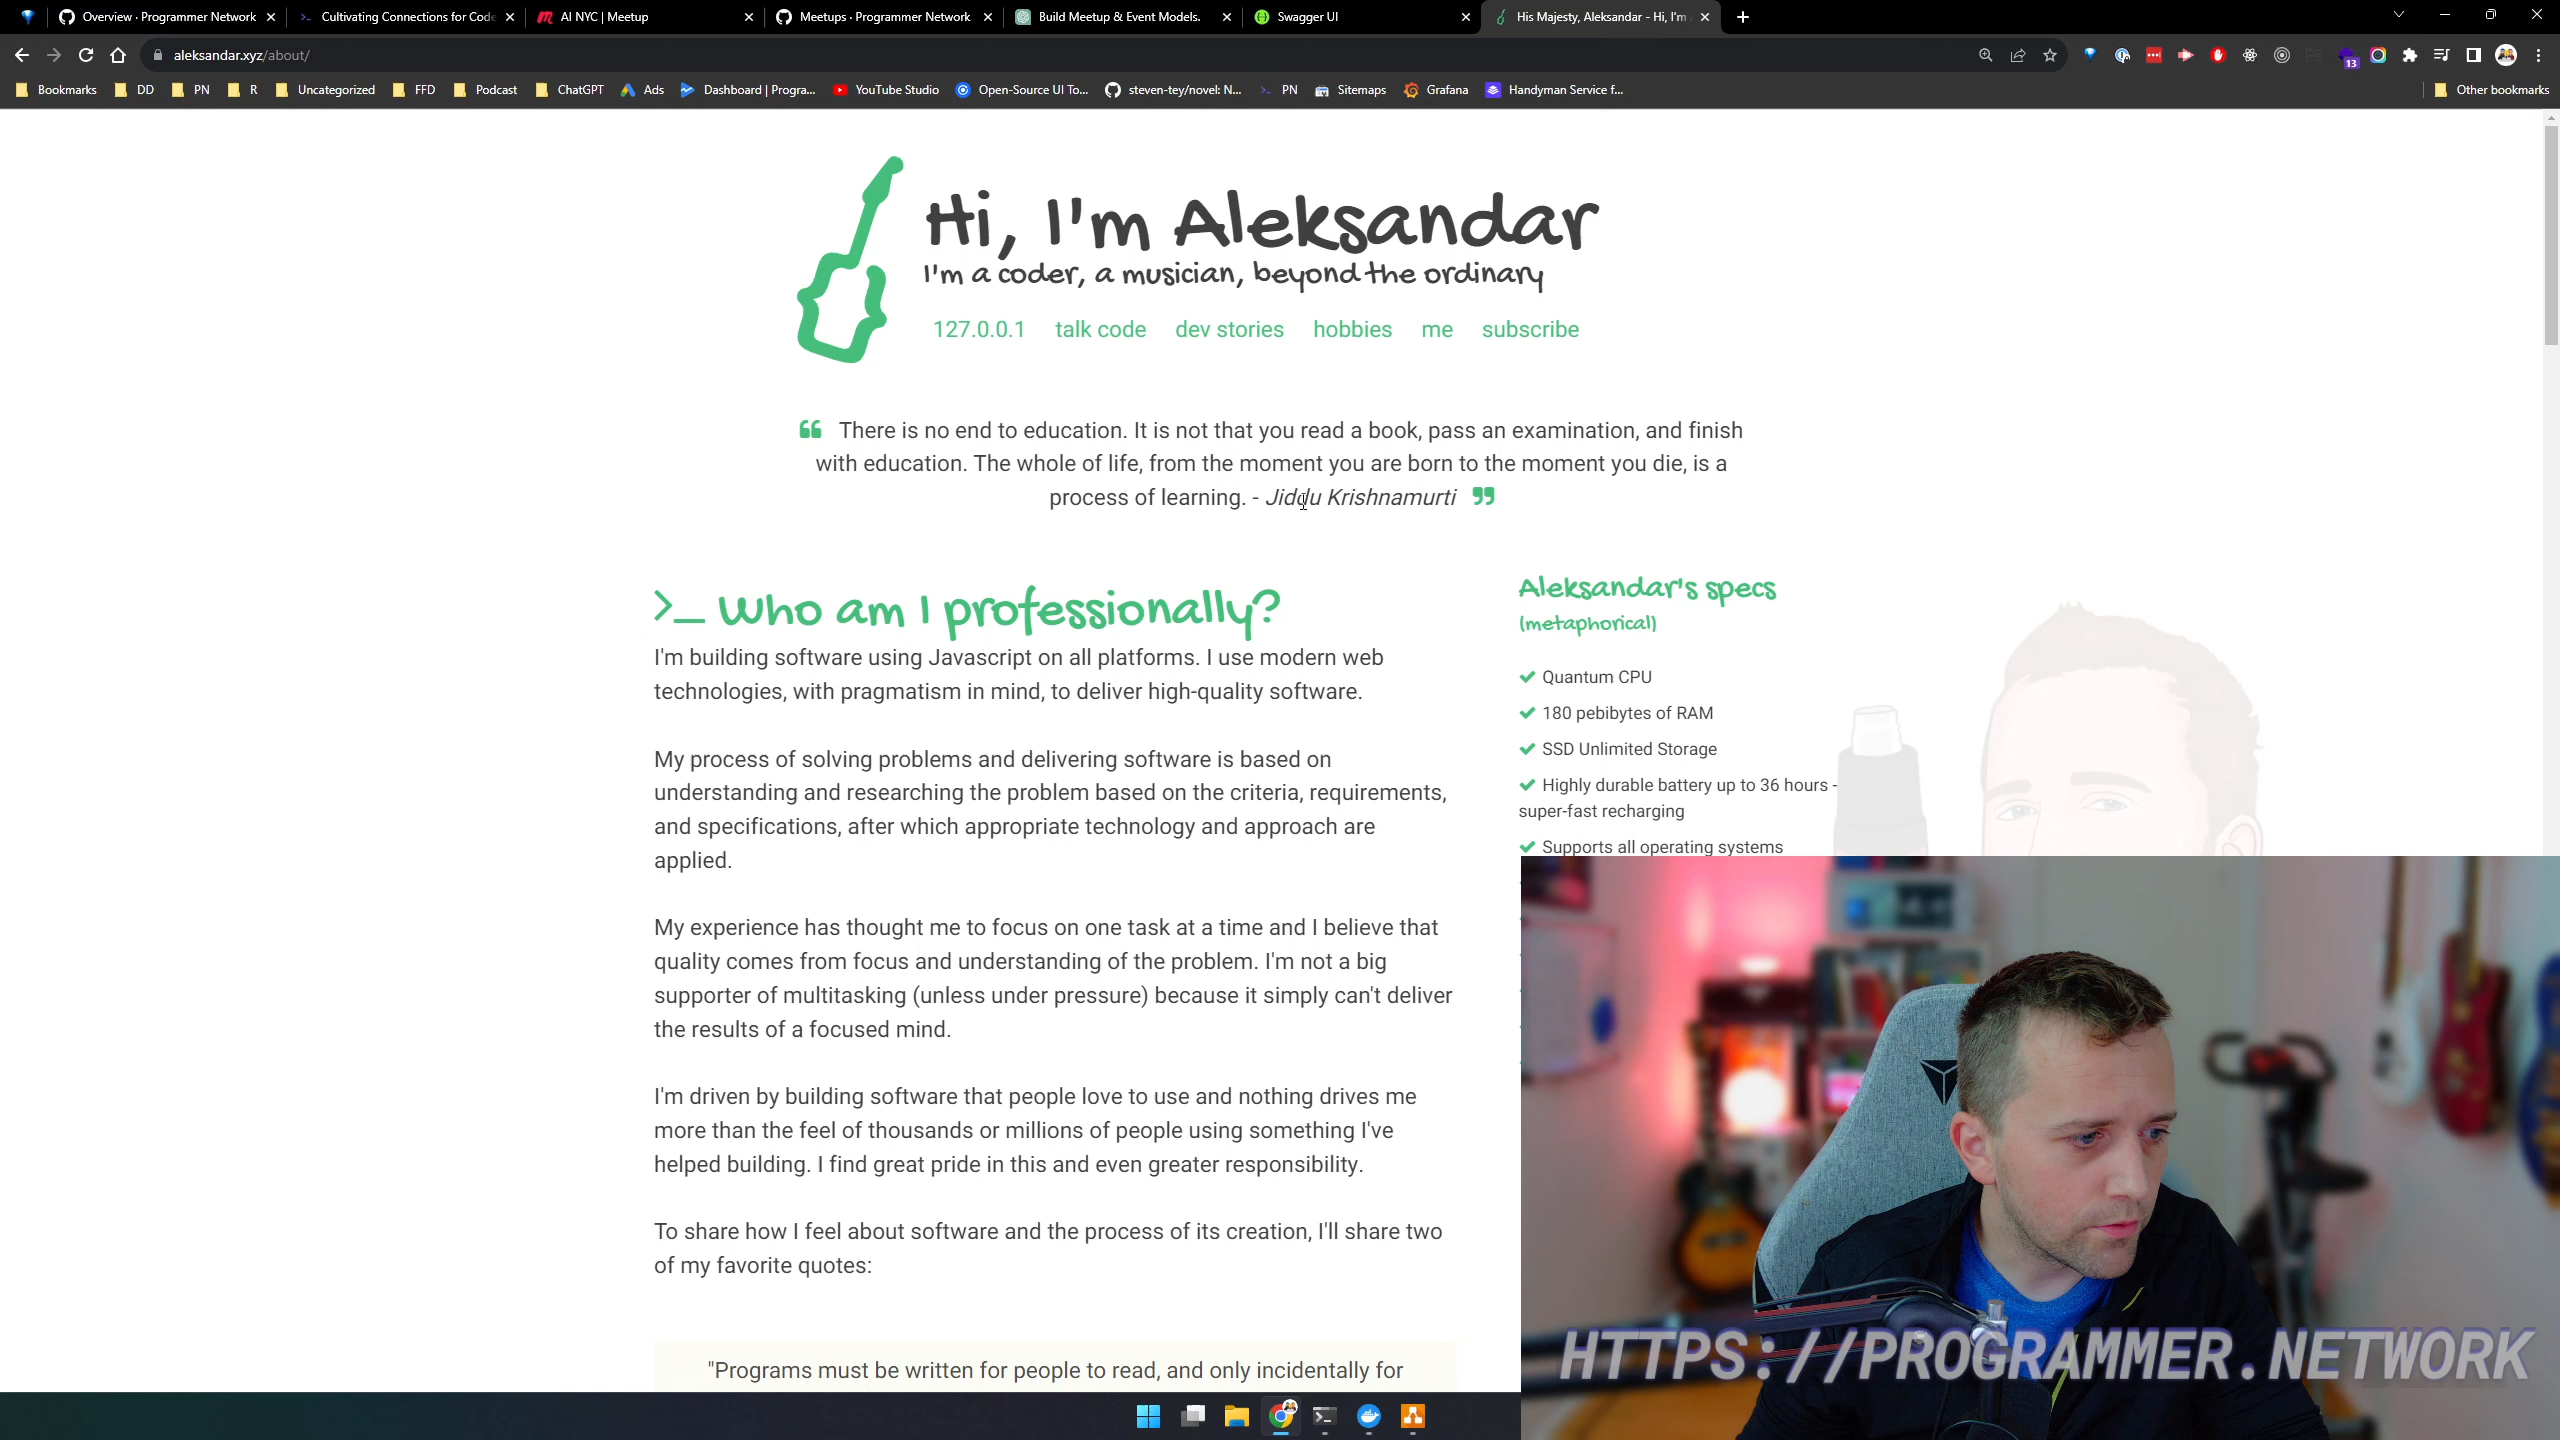 Overview · Programmer Network
Cultivating Connections for Code
AI NYC | Meetup
Meetups · Programmer Network
Build Meetup & Event Models.
Swagger UI
His Majesty, Aleksandar - Hi, I'm
aleksandar.xyz/about/
13
Bookmarks
DD
PN
R
Uncategorized
FFD
Podcast
ChatGPT
Ads
Dashboard | Progra...
YouTube Studio
Open-Source UI To...
steven-tey/novel: N...
PN
Sitemaps
Grafana
Handyman Service f...
Other bookmarks
Hi, I'm Aleksandar
I'm a coder, a musician, beyond the ordinary
127.0.0.1 talk code dev stories hobbies me subscribe
There is no end to education. It is not that you read a book, pass an examination, and finish
with education. The whole of life, from the moment you are born to the moment you die, is a
process of learning. - Jiddu Krishnamurti
>_ Who am I professionally?
I'm building software using Javascript on all platforms. I use modern web
technologies, with pragmatism in mind, to deliver high-quality software.
My process of solving problems and delivering software is based on
understanding and researching the problem based on the criteria, requirements,
and specifications, after which appropriate technology and approach are
applied.
My experience has thought me to focus on one task at a time and I believe that
quality comes from focus and understanding of the problem. I'm not a big
supporter of multitasking (unless under pressure) because it simply can't deliver
the results of a focused mind.
I'm driven by building software that people love to use and nothing drives me
more than the feel of thousands or millions of people using something I've
helped building. I find great pride in this and even greater responsibility.
To share how I feel about software and the process of its creation, I'll share two
of my favorite quotes:
"Programs must be written for people to read, and only incidentally for
Aleksandar's specs
(metaphorical)
Quantum CPU
180 pebibytes of RAM
SSD Unlimited Storage
Highly durable battery up to 36 hours -
super-fast recharging
Supports all operating systems
HTTPS://PROGRAMMER.NETWORK